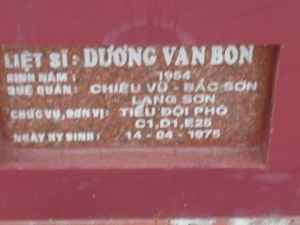 LIỆT SĨ: DƯƠNG VAN BON
SINH NĂM: 1954
QUÊ QUÁN: CHIÊU VŨ - BẮC SƠN
LẠNG SƠN
CHỨC VỤ, ĐƠN VỊ: TIỂU ĐỘI PHÓ
C1,D1,E25
NGÀY HY SINH: 14-04-1975